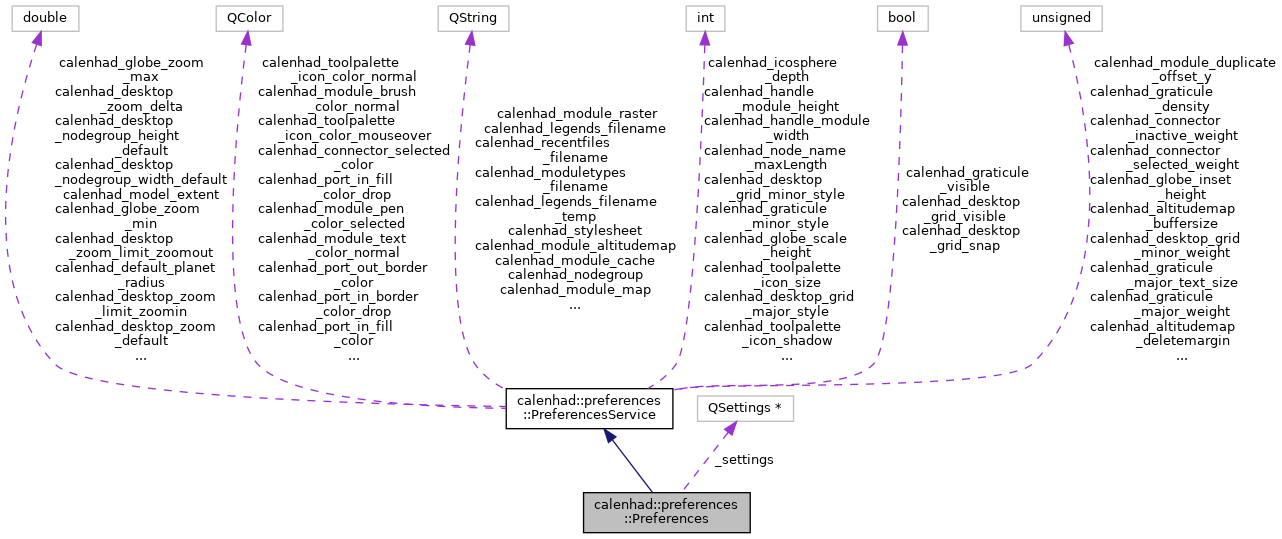 double
QColor
QString
int
bool
unsigned
calenhad_globe_zoom
_max
calenhad_desktop
_zoom_delta
calenhad_desktop
_nodegroup_height
_default
calenhad_desktop
_nodegroup_width_default
calenhad_model_extent
calenhad_globe_zoom
_min
calenhad_desktop
_zoom_limit_zoomout
calenhad_default_planet
_radius
calenhad_desktop_zoom
_limit_zoomin
calenhad_desktop_zoom
_default
...
calenhad_toolpalette
_icon_color_normal
calenhad_module_brush
_color_normal
calenhad_toolpalette
_icon_color_mouseover
calenhad_connector_selected
_color
calenhad_port_in_fill
_color_drop
calenhad_module_pen
_color_selected
calenhad_module_text
_color_normal
calenhad_port_out_border
_color
calenhad_port_in_border
_color_drop
calenhad_port_in_fill
_color
...
calenhad_module_raster
calenhad_legends_filename
calenhad_recentfiles
_filename
calenhad_moduletypes
_filename
calenhad_legends_filename
_temp
calenhad_stylesheet
calenhad_module_altitudemap
calenhad_module_cache
calenhad_nodegroup
calenhad_module_map
...
calenhad_icosphere
_depth
calenhad_handle
_module_height
calenhad_handle_module
_width
calenhad_node_name
_maxLength
calenhad_desktop
_grid_minor_style
calenhad_graticule
_minor_style
calenhad_globe_scale
_height
calenhad_toolpalette
_icon_size
calenhad_desktop_grid
_major_style
calenhad_toolpalette
_icon_shadow
...
calenhad_graticule
_visible
calenhad_desktop
_grid_visible
calenhad_desktop
_grid_snap
calenhad_module_duplicate
_offset_y
calenhad_graticule
_density
calenhad_connector
_inactive_weight
calenhad_connector
_selected_weight
calenhad_globe_inset
_height
calenhad_altitudemap
_buffersize
calenhad_desktop_grid
_minor_weight
calenhad_graticule
_major_text_size
calenhad_graticule
_major_weight
calenhad_altitudemap
_deletemargin
...
calenhad::preferences
::PreferencesService
QSettings *
_settings
calenhad::preferences
::Preferences